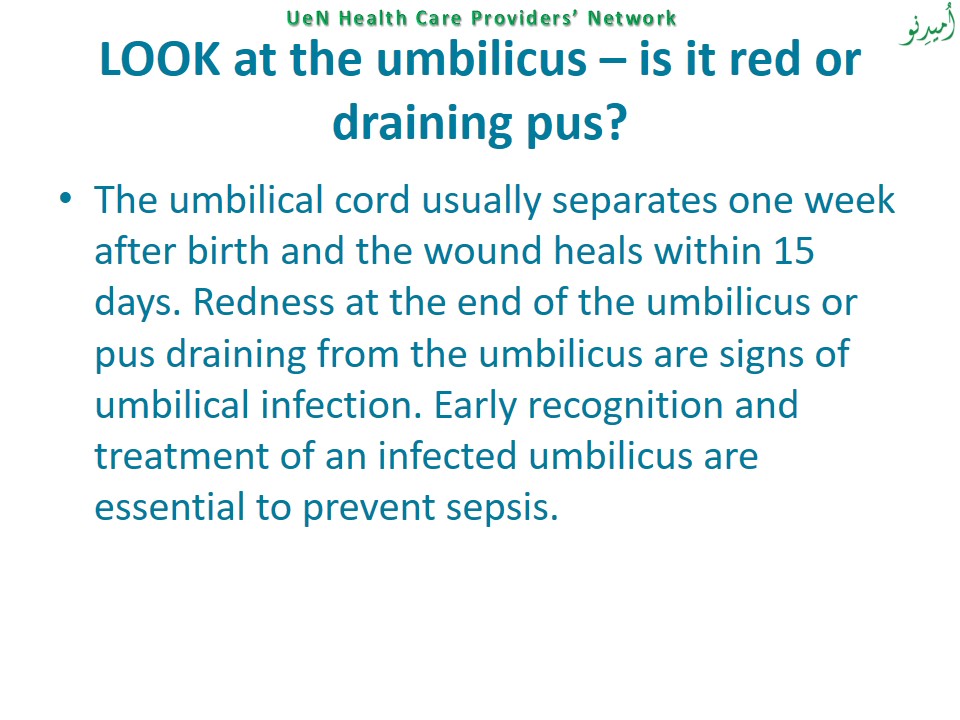 UeN Health Care Providers' Network
اُميدِنو
LOOK at the umbilicus – is it red or
draining pus?
• The umbilical cord usually separates one week
after birth and the wound heals within 15
days. Redness at the end of the umbilicus or
pus draining from the umbilicus are signs of
umbilical infection. Early recognition and
treatment of an infected umbilicus are
essential to prevent sepsis.